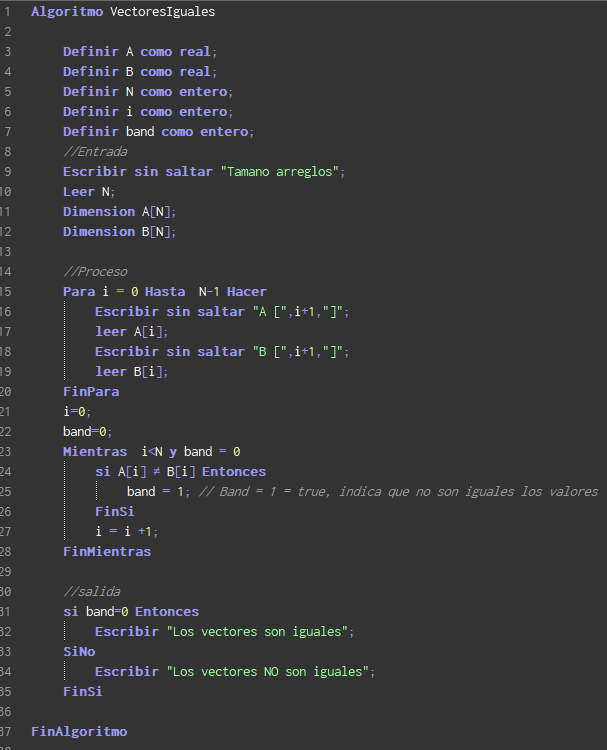 1 Algoritmo VectoresIguales
2
3 Definir A como real;
4 Definir B como real;
5 Definir N como entero;
6 Definir i como entero;
7 Definir band como entero;
8 //Entrada
9 Escribir sin saltar "Tamano arreglos";
10 Leer N;
11 Dimension A[N];
12 Dimension B[N];
13
14 //Proceso
15 Para i = 0 Hasta N-1 Hacer
16 Escribir sin saltar "A [",i+1,"]";
17 leer A[i];
18 Escribir sin saltar "B [",i+1,"]";
19 leer B[i];
20 FinPara
21 i=0;
22 band=0;
23 Mientras i<N y band = 0
24 si A[i] ≠ B[i] Entonces
25 band = 1; // Band = 1 = true, indica que no son iguales los valores
26 FinSi
27 i = i +1;
28 FinMientras
29
30 //salida
31 si band=0 Entonces
32 Escribir "Los vectores son iguales";
33 SiNo
34 Escribir "Los vectores NO son iguales";
35 FinSi
36
37 FinAlgoritmo